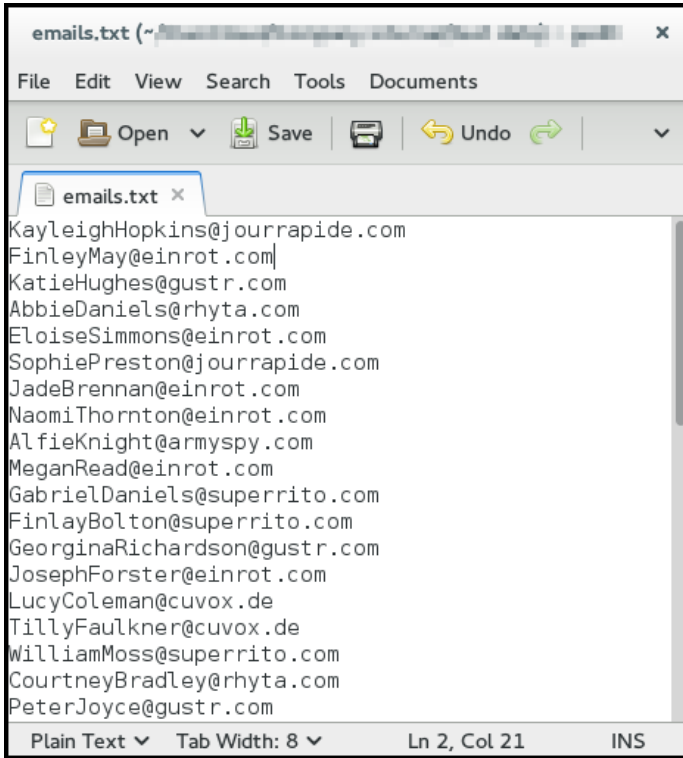 emails.txt (~
File Edit View Search Tools Documents
Open Save Undo
emails.txt
KayleighHopkins@jourrapide.com
FinleyMay@einrot.com
KatieHughes@gustr.com
AbbieDaniels@rhyta.com
EloiseSimmons@einrot.com
SophiePreston@jourrapide.com
JadeBrennan@einrot.com
NaomiThornton@einrot.com
AlfieKnight@armyspy.com
MeganRead@einrot.com
GabrielDaniels@superrito.com
FinlayBolton@superrito.com
GeorginaRichardson@gustr.com
JosephForster@einrot.com
LucyColeman@cuvox.de
TillyFaulkner@cuvox.de
WilliamMoss@superrito.com
CourtneyBradley@rhyta.com
PeterJoyce@gustr.com
Plain Text Tab Width: 8 Ln 2, Col 21 INS